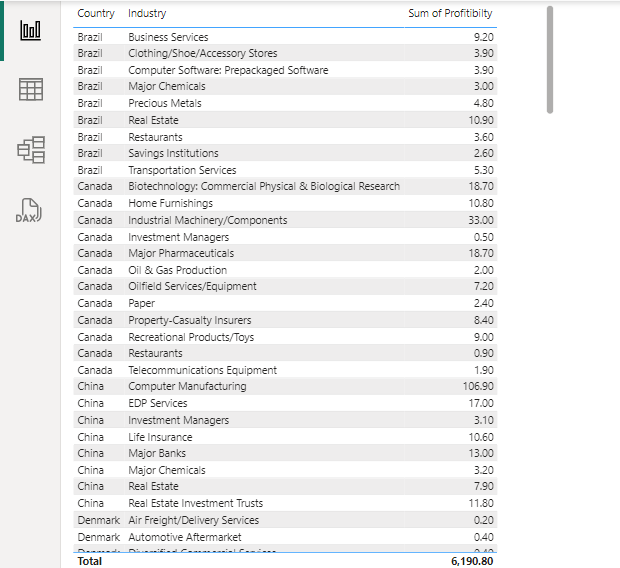 Country Industry Sum of Profitibilty
Brazil Business Services 9.20
Brazil Clothing/Shoe/Accessory Stores 3.90
Brazil Computer Software: Prepackaged Software 3.90
Brazil Major Chemicals 3.00
Brazil Precious Metals 4.80
Brazil Real Estate 10.90
Brazil Restaurants 3.60
Brazil Savings Institutions 2.60
Brazil Transportation Services 5.30
Canada Biotechnology: Commercial Physical & Biological Research 18.70
Canada Home Furnishings 10.80
Canada Industrial Machinery/Components 33.00
Canada Investment Managers 0.50
Canada Major Pharmaceuticals 18.70
Canada Oil & Gas Production 2.00
Canada Oilfield Services/Equipment 7.20
Canada Paper 2.40
Canada Property-Casualty Insurers 8.40
Canada Recreational Products/Toys 9.00
Canada Restaurants 0.90
Canada Telecommunications Equipment 1.90
China Computer Manufacturing 106.90
China EDP Services 17.00
China Investment Managers 3.10
China Life Insurance 10.60
China Major Banks 13.00
China Major Chemicals 3.20
China Real Estate 7.90
China Real Estate Investment Trusts 11.80
Denmark Air Freight/Delivery Services 0.20
Denmark Automotive Aftermarket 0.40
Total 6,190.80
DAX